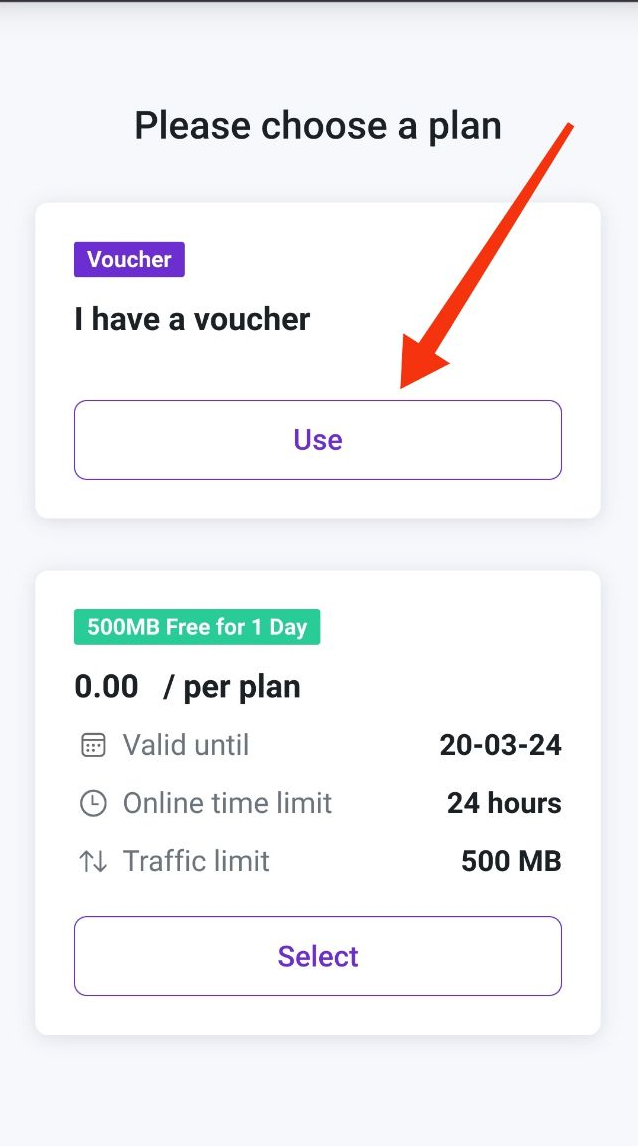 Please choose a plan
Voucher
I have a voucher
Use
500MB Free for 1 Day
0.00 / per plan
Valid until 20-03-24
Online time limit 24 hours
Traffic limit 500 MB
Select